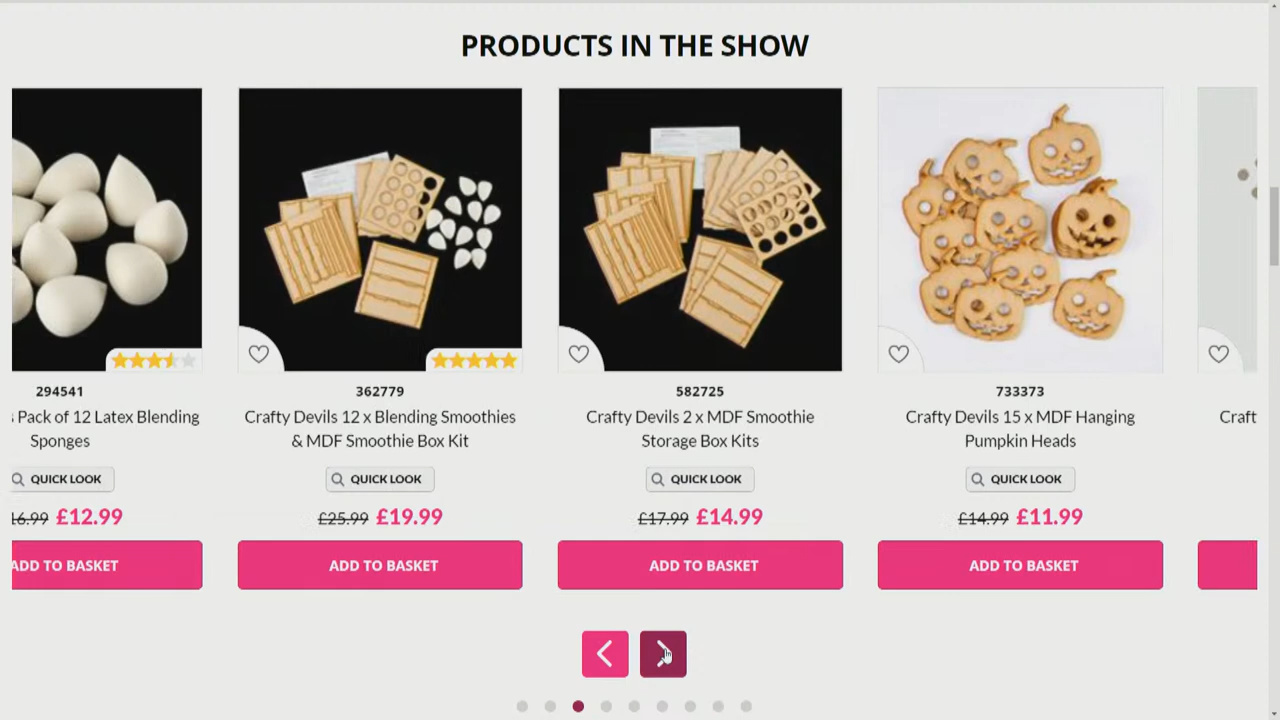 PRODUCTS IN THE SHOW
294541
Pack of 12 Latex Blending
Sponges
QUICK LOOK
£12.99
ADD TO BASKET
362779
Crafty Devils 12 x Blending Smoothies
& MDF Smoothie Box Kit
QUICK LOOK
£25.99 £19.99
ADD TO BASKET
582725
Crafty Devils 2 x MDF Smoothie
Storage Box Kits
QUICK LOOK
£17.99 £14.99
ADD TO BASKET
733373
Crafty Devils 15 x MDF Hanging
Pumpkin Heads
QUICK LOOK
£14.99 £11.99
ADD TO BASKET
Craft